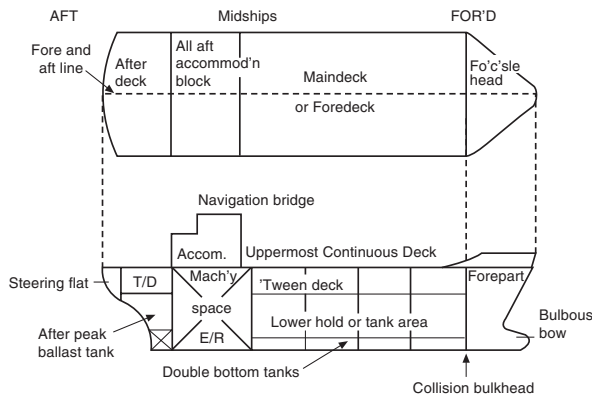 AFT Midships FOR'D
Fore and
aft line
After
deck
All aft
accommod'n
block
Maindeck
or Foredeck
Fo'c'sle
head
Navigation bridge
Accom.
Uppermost Continuous Deck
Steering flat
T/D
Mach'y
space
E/R
'Tween deck
Lower hold or tank area
Forepart
After peak
ballast tank
Bulbous
bow
Double bottom tanks
Collision bulkhead